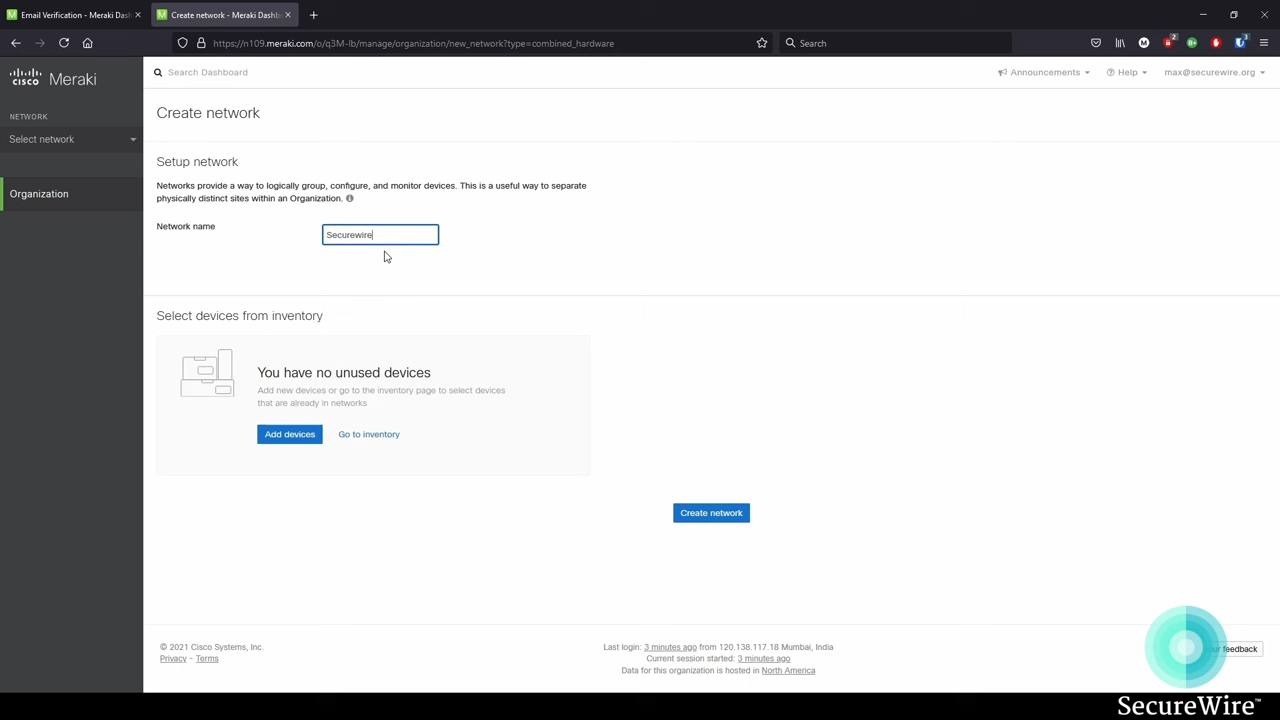 Email Verification - Meraki Dash
Create network - Meraki Dashb
https://n109.meraki.com/o/q3M-lb/manage/organization/new_network?type=combined_hardware
Search
2
3
cisco Meraki
NETWORK
Select network
Organization
Search Dashboard
Announcements
Help
max@securewire.org
Create network
Setup network
Networks provide a way to logically group, configure, and monitor devices. This is a useful way to separate
physically distinct sites within an Organization.
Network name
Securewire
Select devices from inventory
You have no unused devices
Add new devices or go to the inventory page to select devices
that are already in networks
Add devices
Go to inventory
Create network
© 2021 Cisco Systems, Inc.
Privacy - Terms
Last login: 3 minutes ago from 120.138.117.18 Mumbai, India
Current session started: 3 minutes ago
Data for this organization is hosted in North America
feedback
SecureWire™